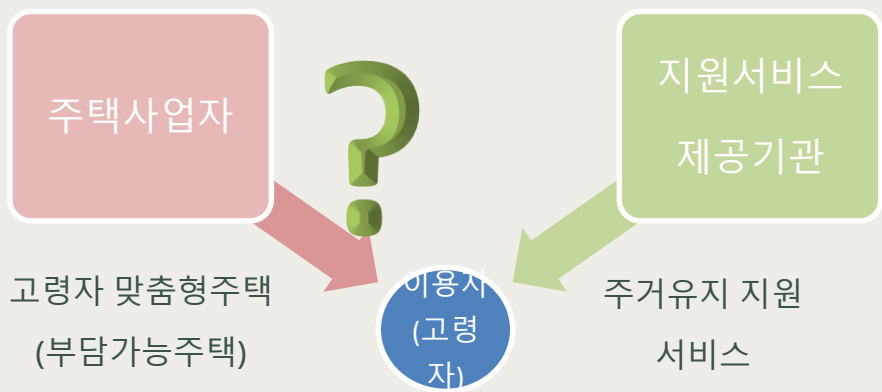 주택사업자
?
지원서비스
제공기관
고령자 맞춤형주택
(부담가능주택)
이용자
(고령
자)
주거유지 지원
서비스